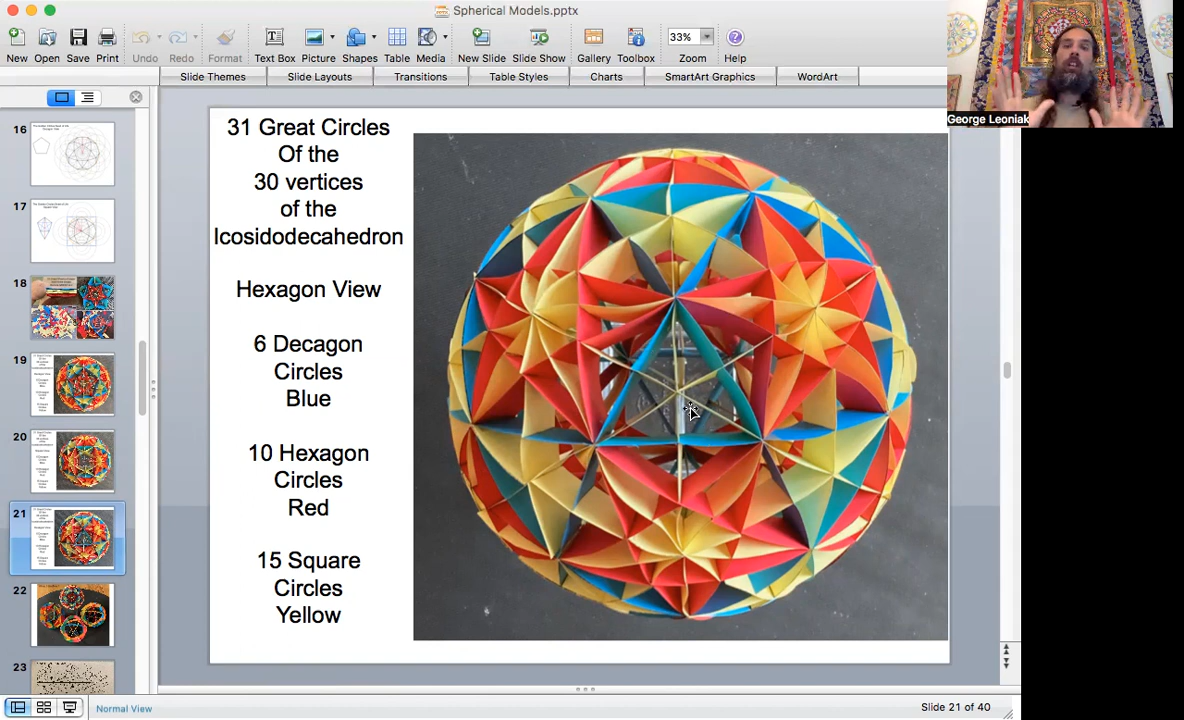 Spherical Models.pptx
New
Open
Save
Print
Undo
Redo
Format
Text Box
Picture
Shapes
Table
Media
New Slide
Slide Show
Gallery
Toolbox
33%
Zoom
Help
Slide Themes
Slide Layouts
Transitions
Table Styles
Charts
SmartArt Graphics
WordArt
George Leoniak
16
17
18
19
20
21
22
23
31 Great Circles
Of the
30 vertices
of the
Icosidodecahedron
Hexagon View
6 Decagon
Circles
Blue
10 Hexagon
Circles
Red
15 Square
Circles
Yellow
Normal View
Slide 21 of 40